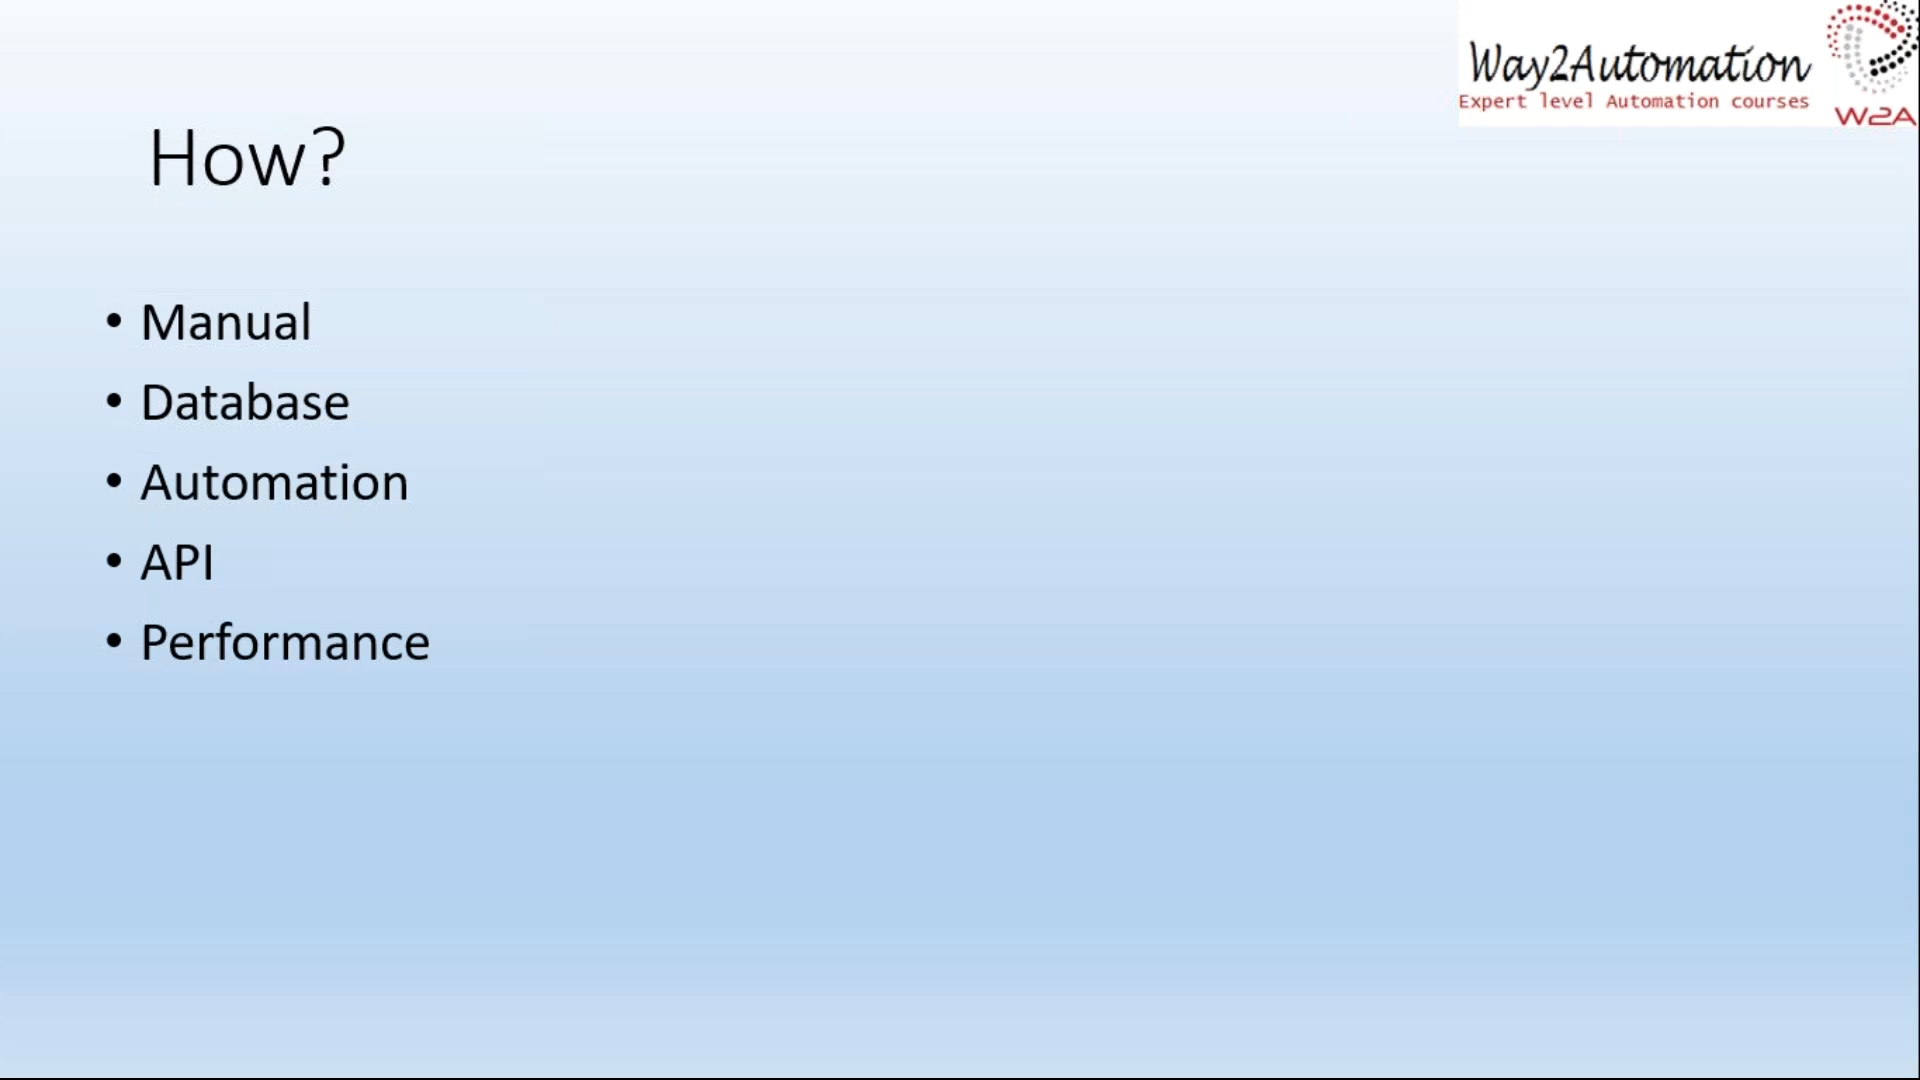 Way2Automation
Expert level Automation courses
W2A
How?
• Manual
• Database
• Automation
• API
• Performance